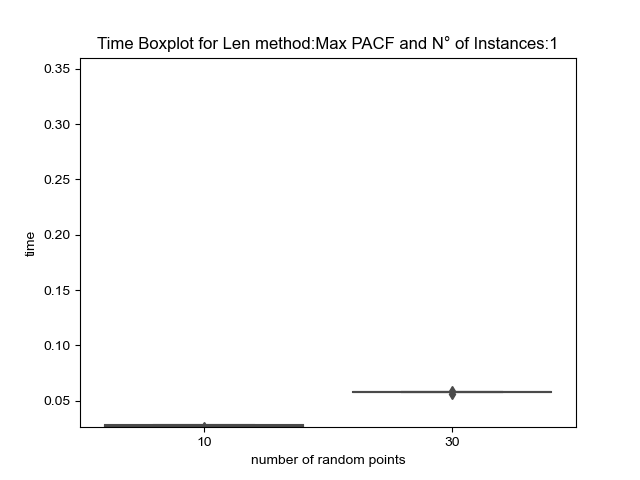 Time Boxplot for Len method:Max PACF and N° of Instances:1
0.35
0.30
0.25
0.20
0.15
0.10
0.05
time
10 30
number of random points